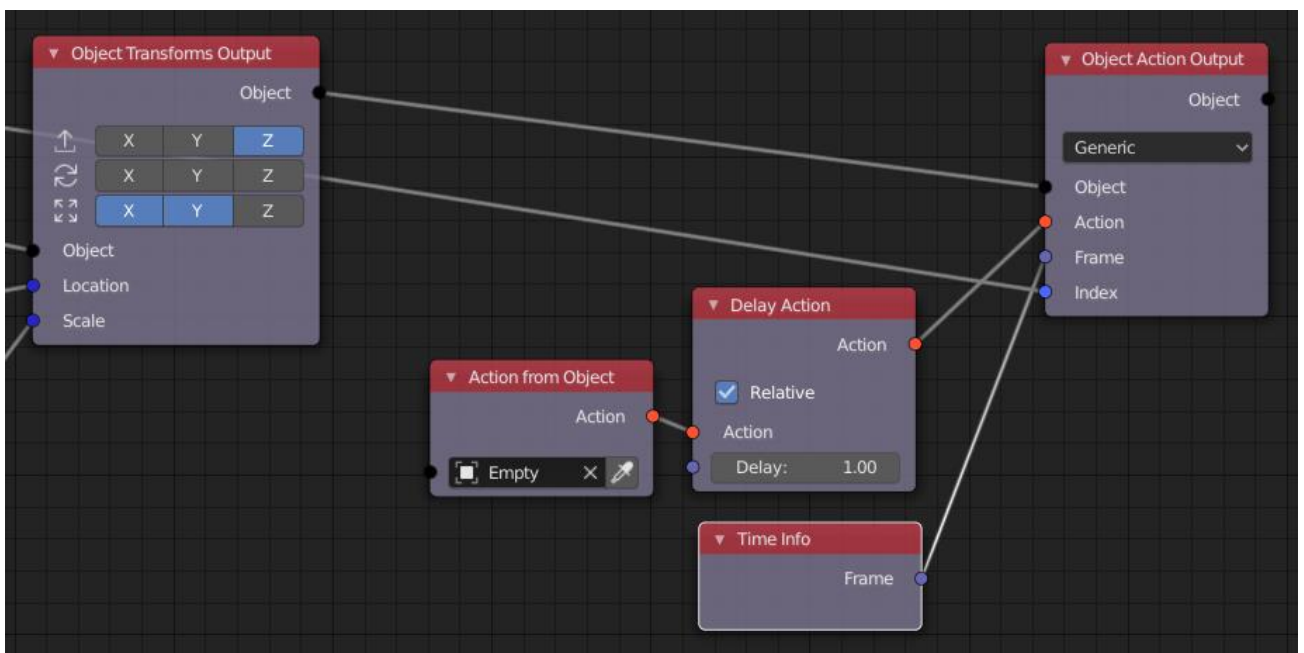 Object Transforms Output
Object
X Y Z
X Y Z
X Y Z
Object
Location
Scale
Action from Object
Action
Empty
Delay Action
Action
Relative
Action
Delay: 1.00
Time Info
Frame
Object Action Output
Object
Generic
Object
Action
Frame
Index